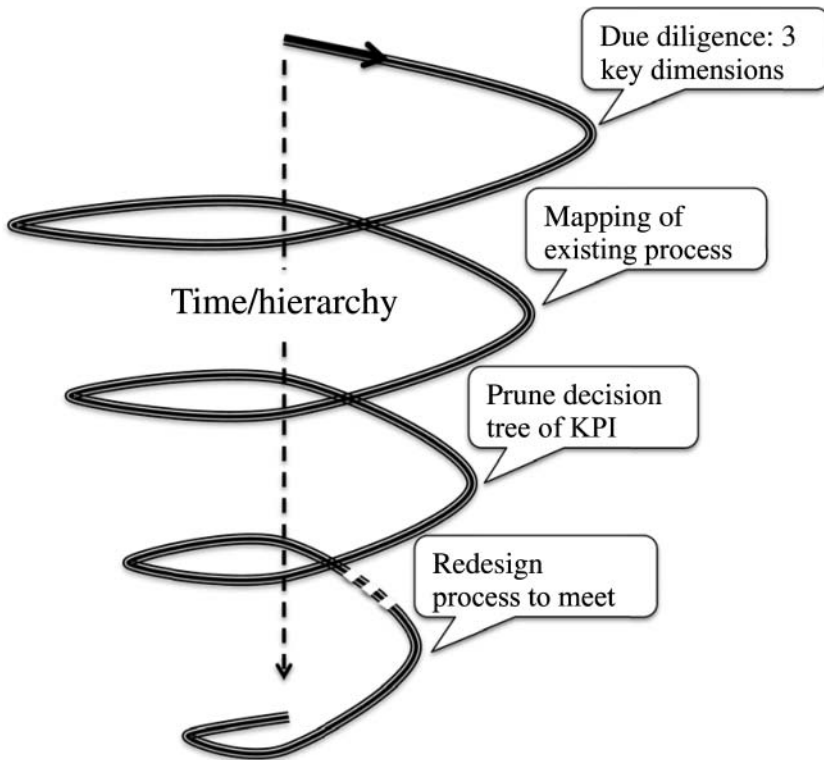 Due diligence: 3
key dimensions
Mapping of
existing process
Time/hierarchy
Prune decision
tree of KPI
Redesign
process to meet